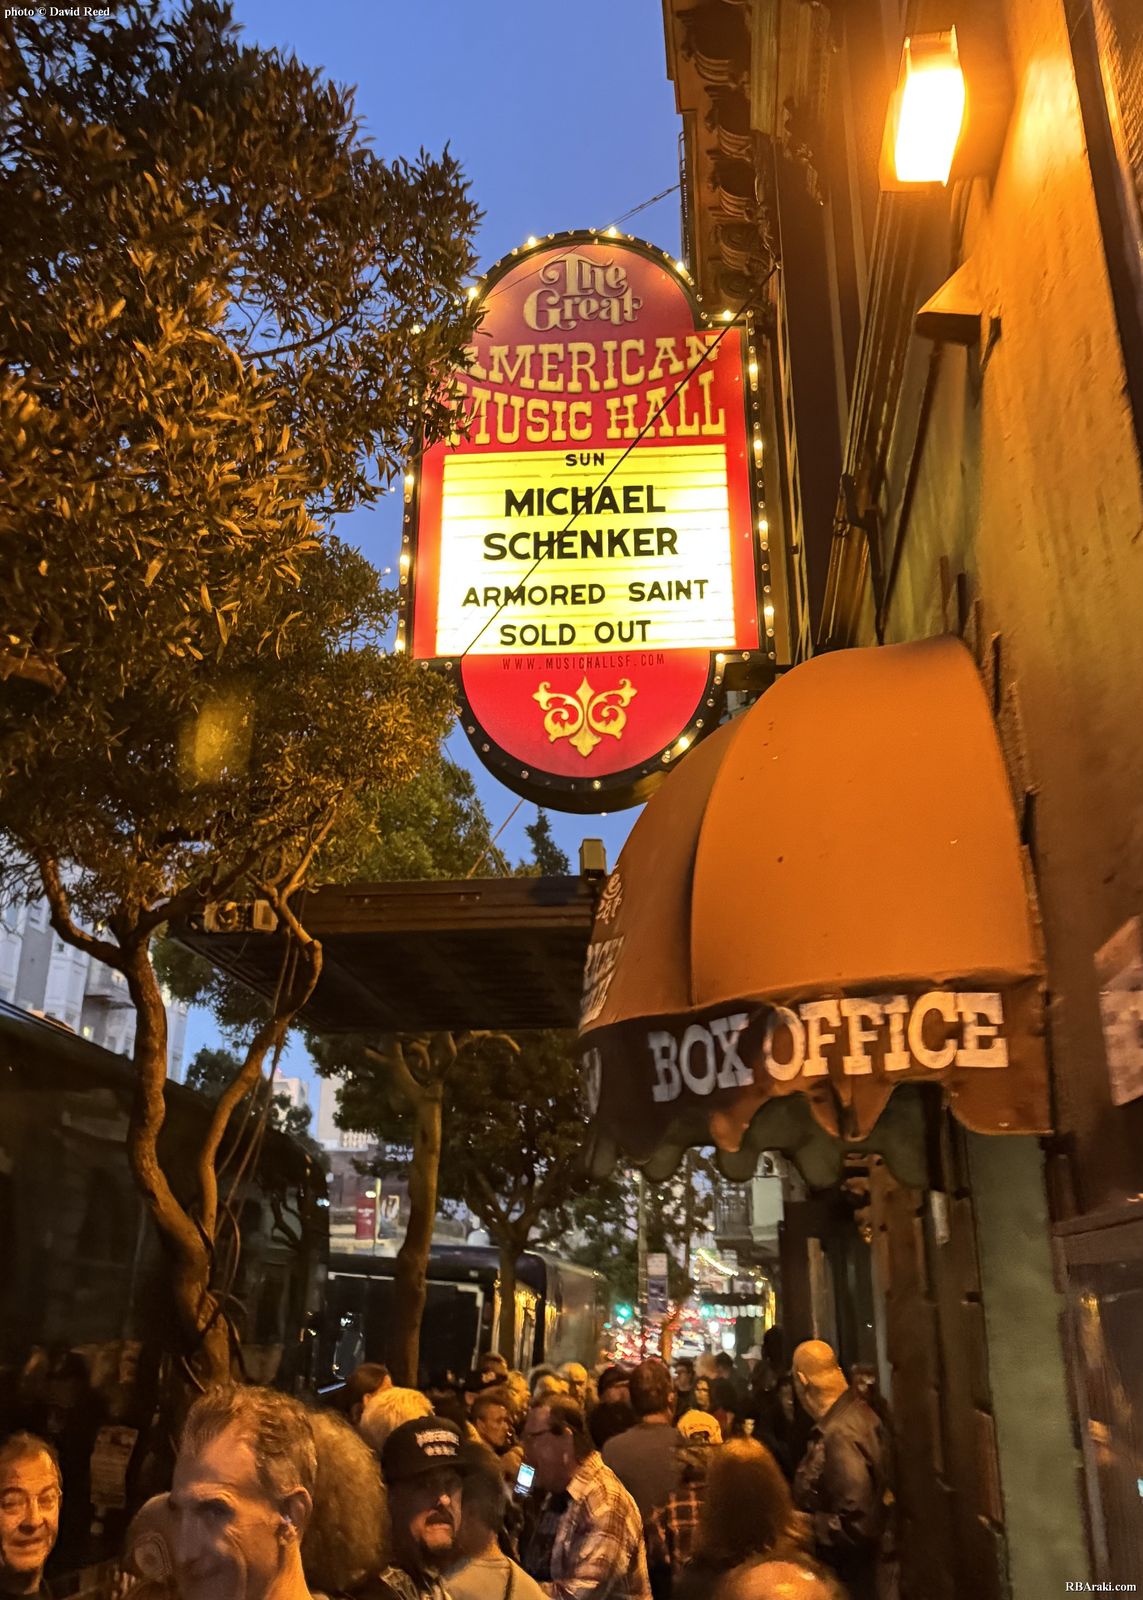 photo © David Reed
The
Great
AMERICAN
MUSIC HALL
SUN
MICHAEL
SCHENKER
ARMORED SAINT
SOLD OUT
WWW.MUSICHALLSF.COM
BOX OFFICE
RBAraki.com